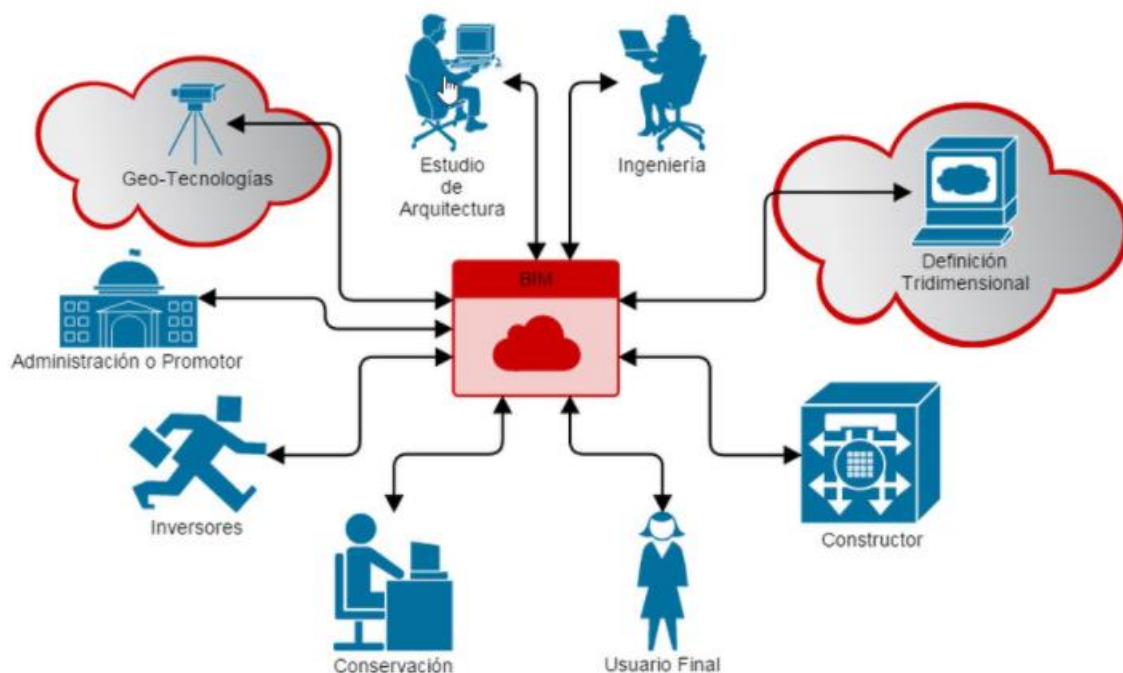 Estudio
de
Arquitectura
Ingeniería
Geo-Tecnologías
Definición
Tridimensional
BIM
Administración o Promotor
Inversores
Constructor
Conservación
Usuario Final